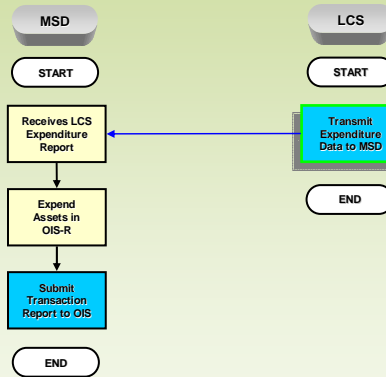 MSD
LCS
START
START
Receives LCS
Expenditure
Report
Transmit
Expenditure
Data to MSD
Expend
Assets in
OIS-R
END
Submit
Transaction
Report to OIS
END